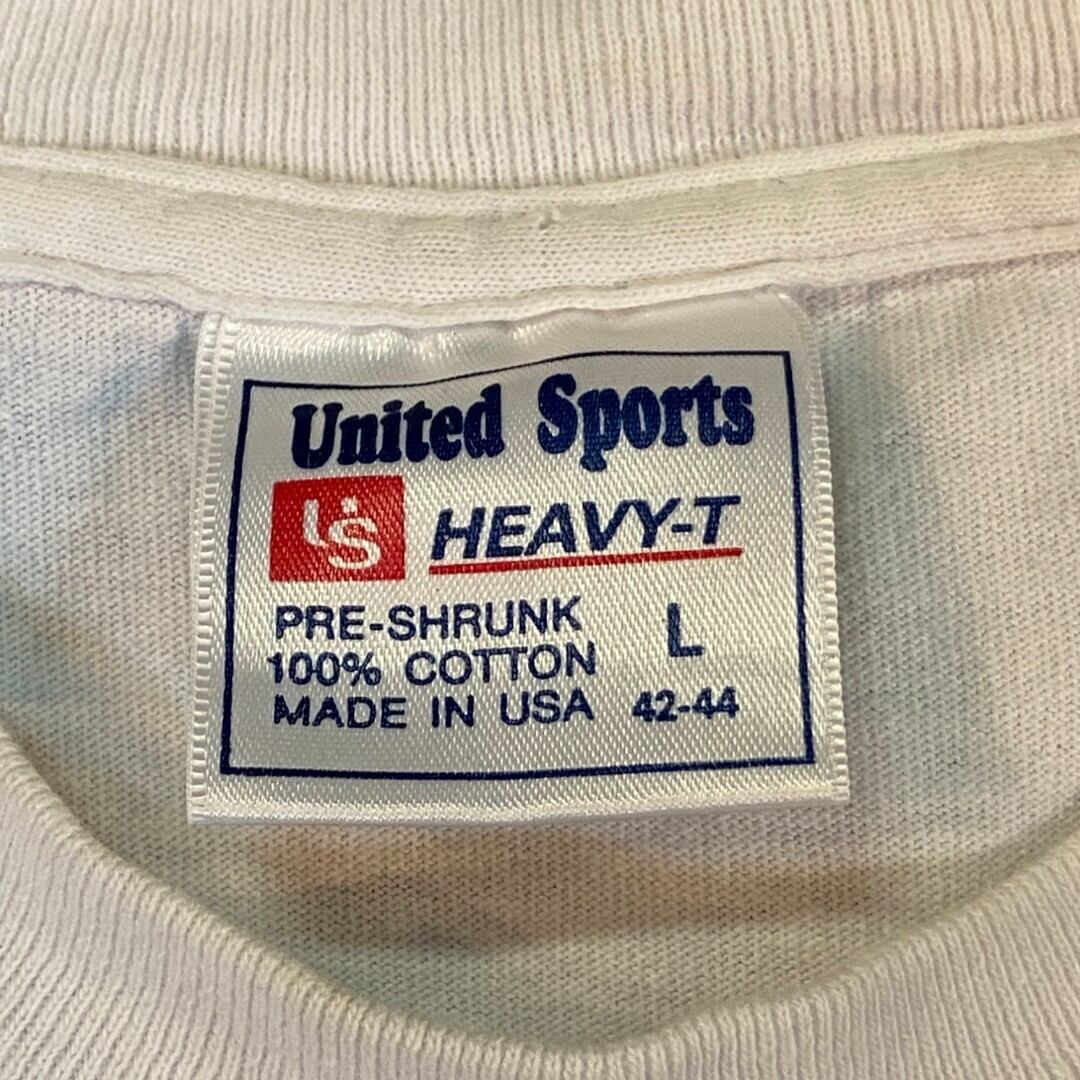 United Sports
US HEAVY-T
PRE-SHRUNK
100% COTTON
MADE IN USA
L
42-44